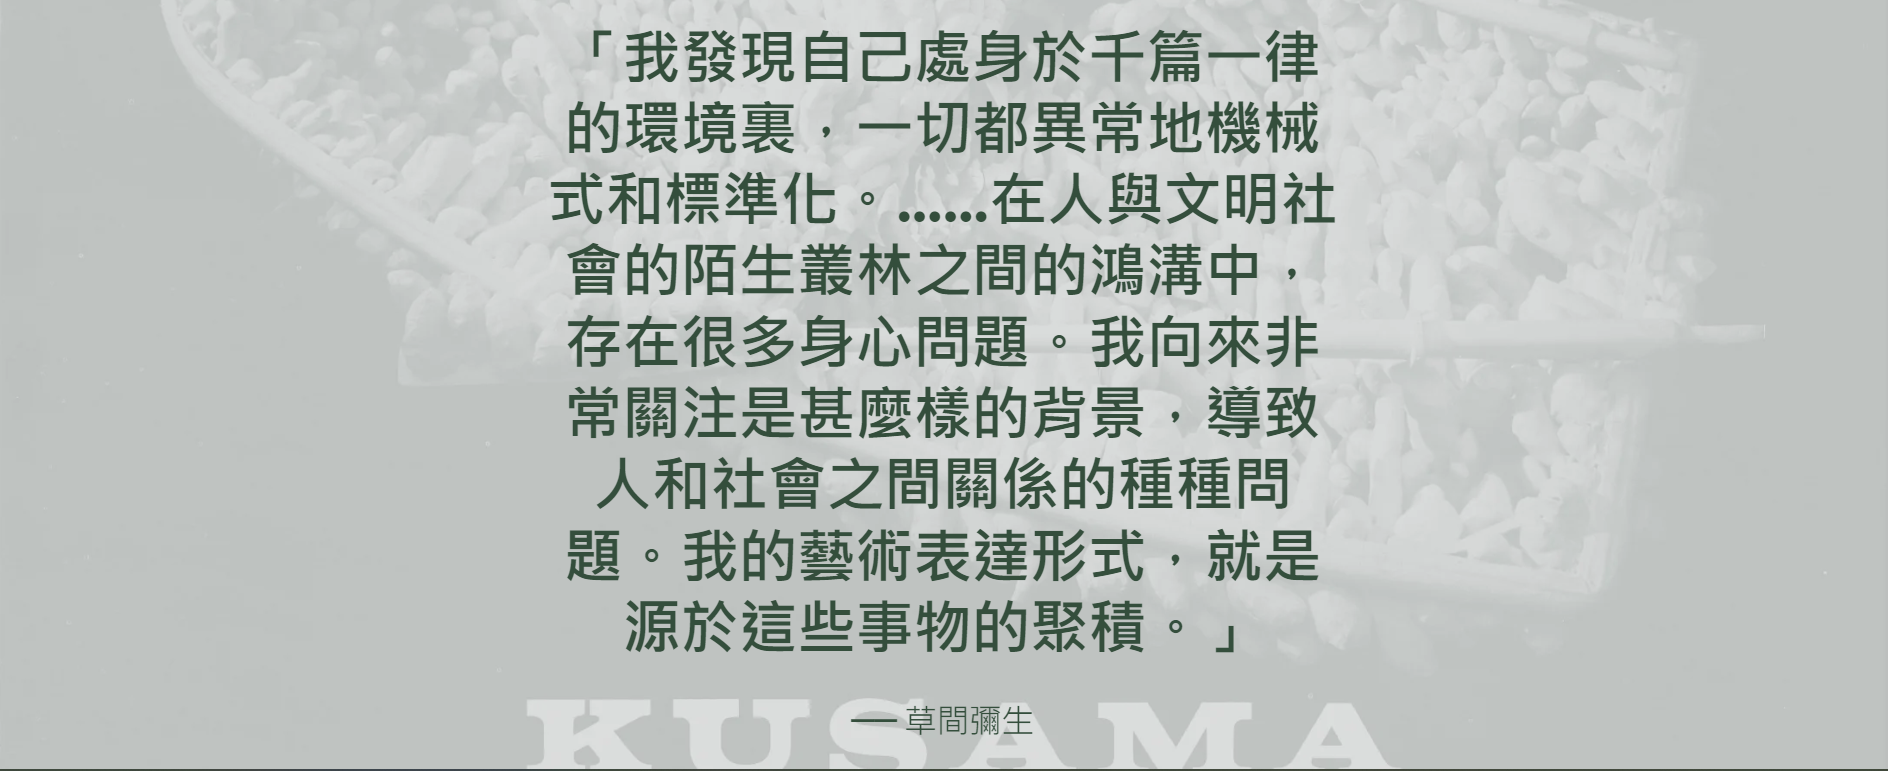 「我發現自己處身於千篇一律
的環境裏，一切都異常地機械
式和標準化。......在人與文明社
會的陌生叢林之間的鴻溝中，
存在很多身心問題。我向來非
常關注是甚麼樣的背景，導致
人和社會之間關係的種種問
題。我的藝術表達形式，就是
源於這些事物的聚積。」
── 草間彌生
KUSAMA